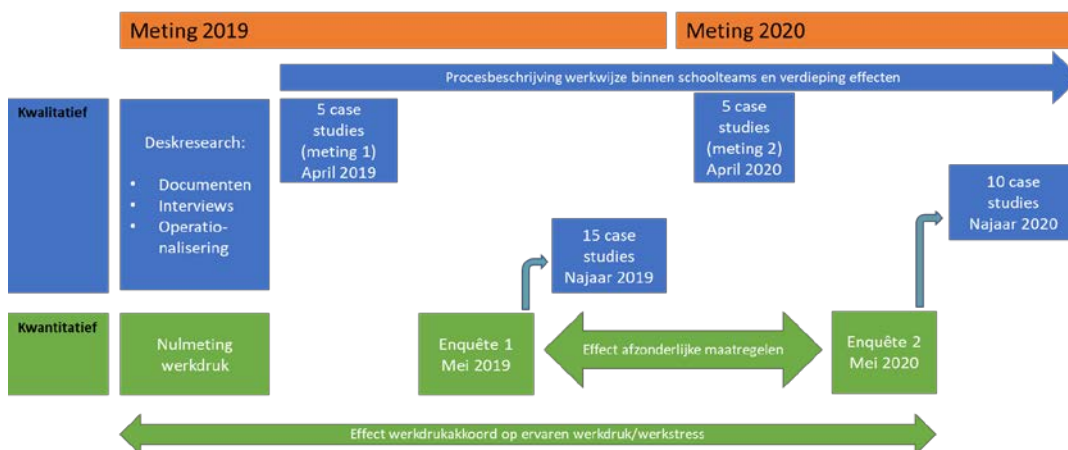 Meting 2019
Meting 2020
Procesbeschrijving werkwijze binnen schoolteams en verdieping effecten
Kwalitatief
Deskresearch:
• Documenten
• Interviews
• Operatio-
nalisering
5 case
studies
(meting 1)
April 2019
5 case
studies
(meting 2)
April 2020
10 case
studies
Najaar 2020
15 case
studies
Najaar 2019
Kwantitatief
Nulmeting
werkdruk
Enquête 1
Mei 2019
Effect afzonderlijke maatregelen
Enquête 2
Mei 2020
Effect werkdrukakkoord op ervaren werkdruk/werkstress